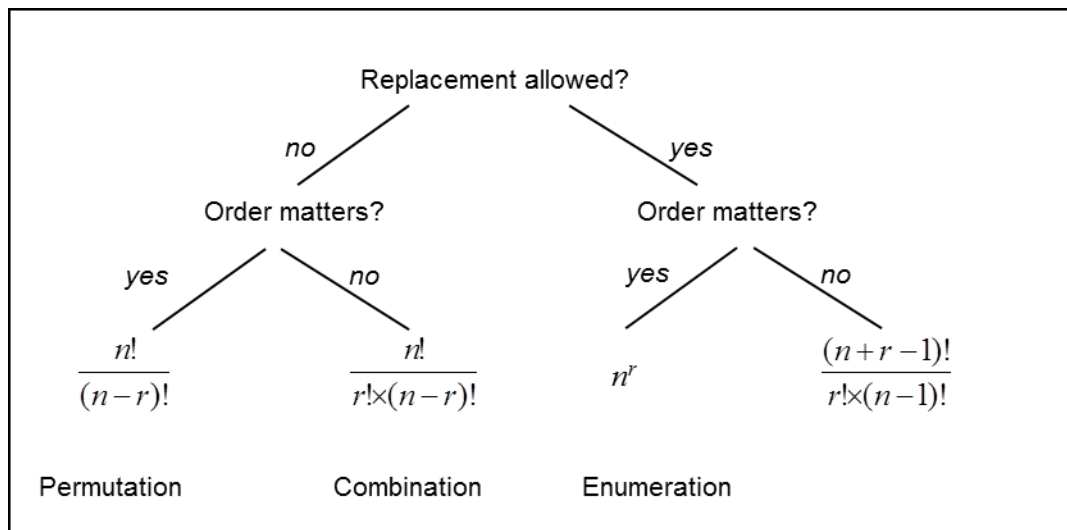 Replacement allowed?
no yes
Order matters? Order matters?
yes no yes no
n!/(n−r)! n!/(r!×(n−r)!) n^r (n+r−1)!/(r!×(n−1)!)
Permutation Combination Enumeration